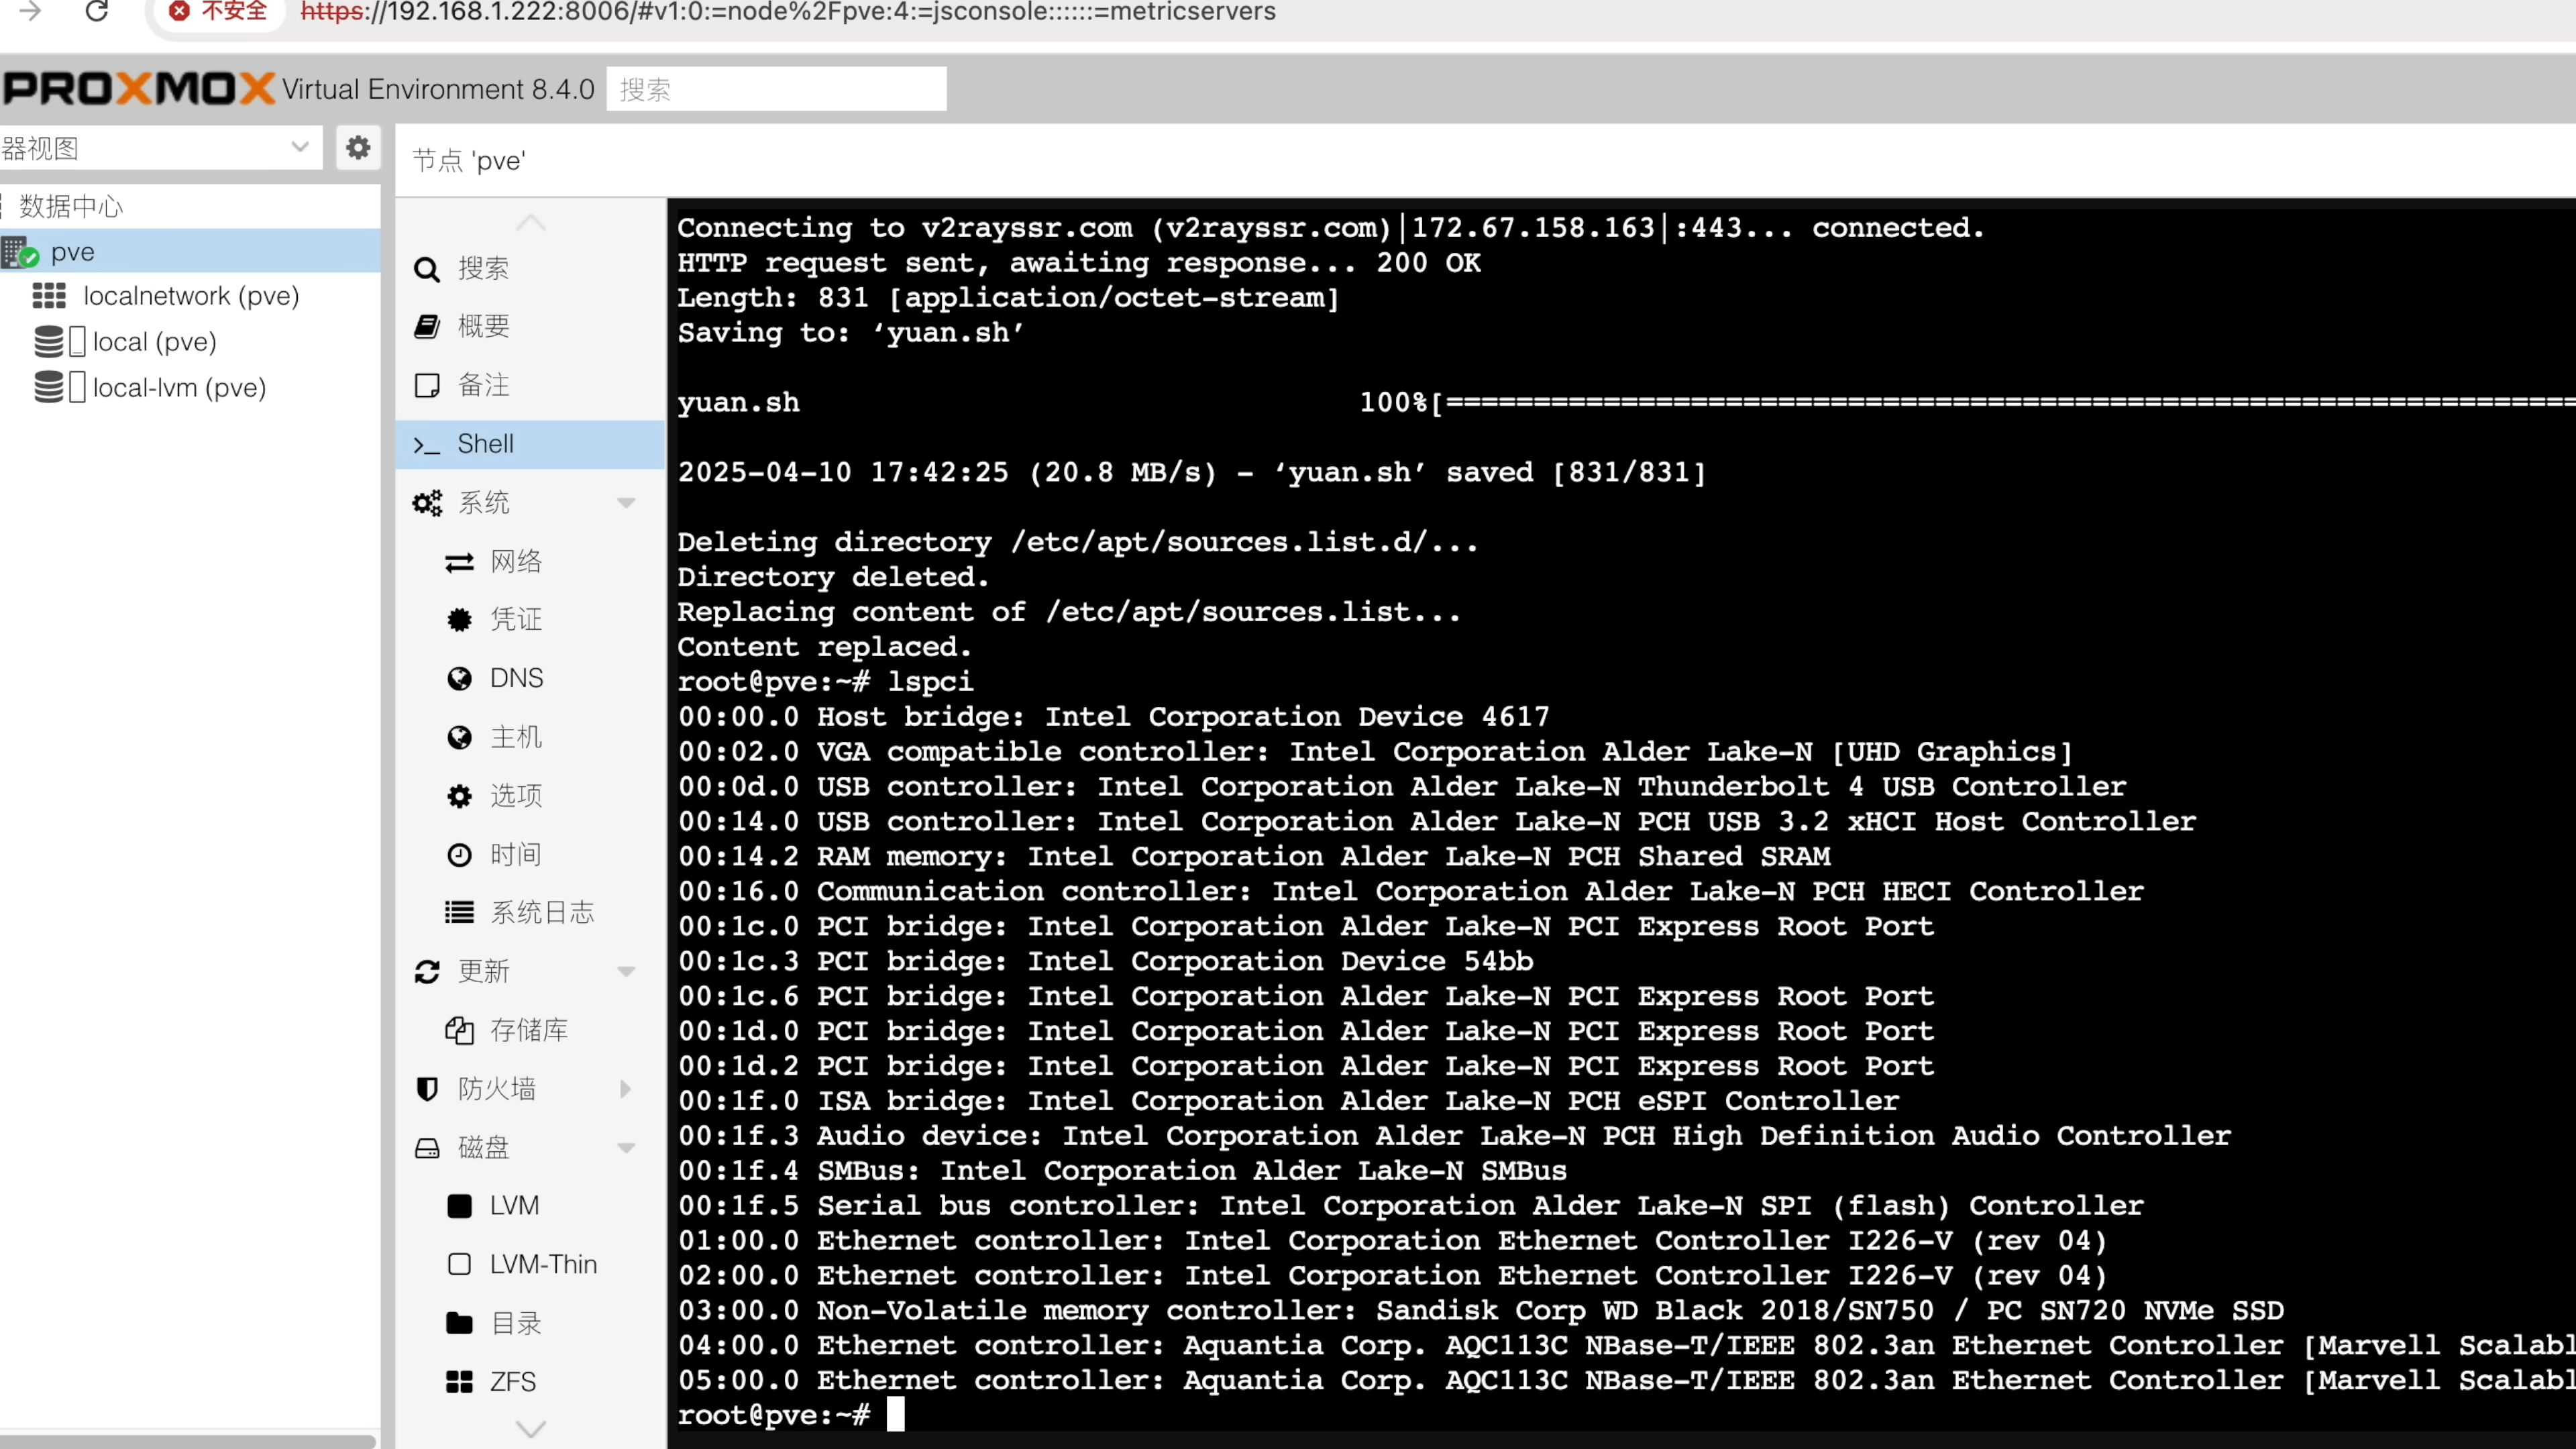 不安全 https://192.168.1.222:8006/#v1:0:=node%2Fpve:4:=jsconsole::::::=metricservers
PROXMOX Virtual Environment 8.4.0 搜索
器视图
节点 'pve'
数据中心
pve
localnetwork (pve)
local (pve)
local-lvm (pve)
搜索
概要
备注
Shell
系统
网络
凭证
DNS
主机
选项
时间
系统日志
更新
存储库
防火墙
磁盘
LVM
LVM-Thin
目录
ZFS
Connecting to v2rayssr.com (v2rayssr.com)|172.67.158.163|:443... connected.
HTTP request sent, awaiting response... 200 OK
Length: 831 [application/octet-stream]
Saving to: ‘yuan.sh’
yuan.sh 100%[===================================================================
2025-04-10 17:42:25 (20.8 MB/s) - ‘yuan.sh’ saved [831/831]
Deleting directory /etc/apt/sources.list.d/...
Directory deleted.
Replacing content of /etc/apt/sources.list...
Content replaced.
root@pve:~# lspci
00:00.0 Host bridge: Intel Corporation Device 4617
00:02.0 VGA compatible controller: Intel Corporation Alder Lake-N [UHD Graphics]
00:0d.0 USB controller: Intel Corporation Alder Lake-N Thunderbolt 4 USB Controller
00:14.0 USB controller: Intel Corporation Alder Lake-N PCH USB 3.2 xHCI Host Controller
00:14.2 RAM memory: Intel Corporation Alder Lake-N PCH Shared SRAM
00:16.0 Communication controller: Intel Corporation Alder Lake-N PCH HECI Controller
00:1c.0 PCI bridge: Intel Corporation Alder Lake-N PCI Express Root Port
00:1c.3 PCI bridge: Intel Corporation Device 54bb
00:1c.6 PCI bridge: Intel Corporation Alder Lake-N PCI Express Root Port
00:1d.0 PCI bridge: Intel Corporation Alder Lake-N PCI Express Root Port
00:1d.2 PCI bridge: Intel Corporation Alder Lake-N PCI Express Root Port
00:1f.0 ISA bridge: Intel Corporation Alder Lake-N PCH eSPI Controller
00:1f.3 Audio device: Intel Corporation Alder Lake-N PCH High Definition Audio Controller
00:1f.4 SMBus: Intel Corporation Alder Lake-N SMBus
00:1f.5 Serial bus controller: Intel Corporation Alder Lake-N SPI (flash) Controller
01:00.0 Ethernet controller: Intel Corporation Ethernet Controller I226-V (rev 04)
02:00.0 Ethernet controller: Intel Corporation Ethernet Controller I226-V (rev 04)
03:00.0 Non-Volatile memory controller: Sandisk Corp WD Black 2018/SN750 / PC SN720 NVMe SSD
04:00.0 Ethernet controller: Aquantia Corp. AQC113C NBase-T/IEEE 802.3an Ethernet Controller [Marvell Scalabl
05:00.0 Ethernet controller: Aquantia Corp. AQC113C NBase-T/IEEE 802.3an Ethernet Controller [Marvell Scalabl
root@pve:~#